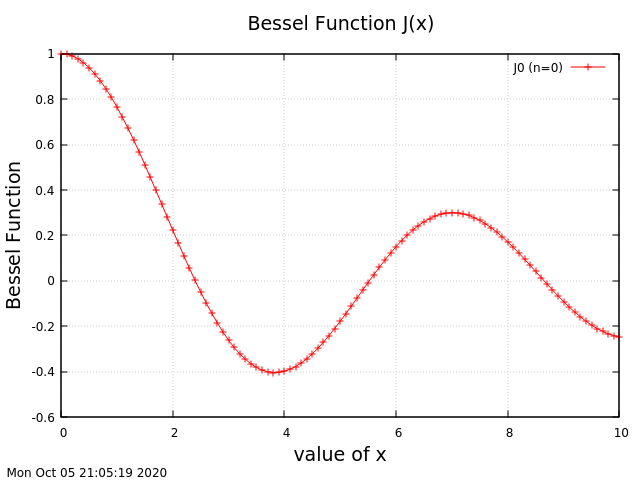 Bessel Function J(x)
J0 (n=0)
1
0.8
0.6
0.4
0.2
0
-0.2
-0.4
-0.6
Bessel Function
0 2 4 6 8 10
value of x
Mon Oct 05 21:05:19 2020